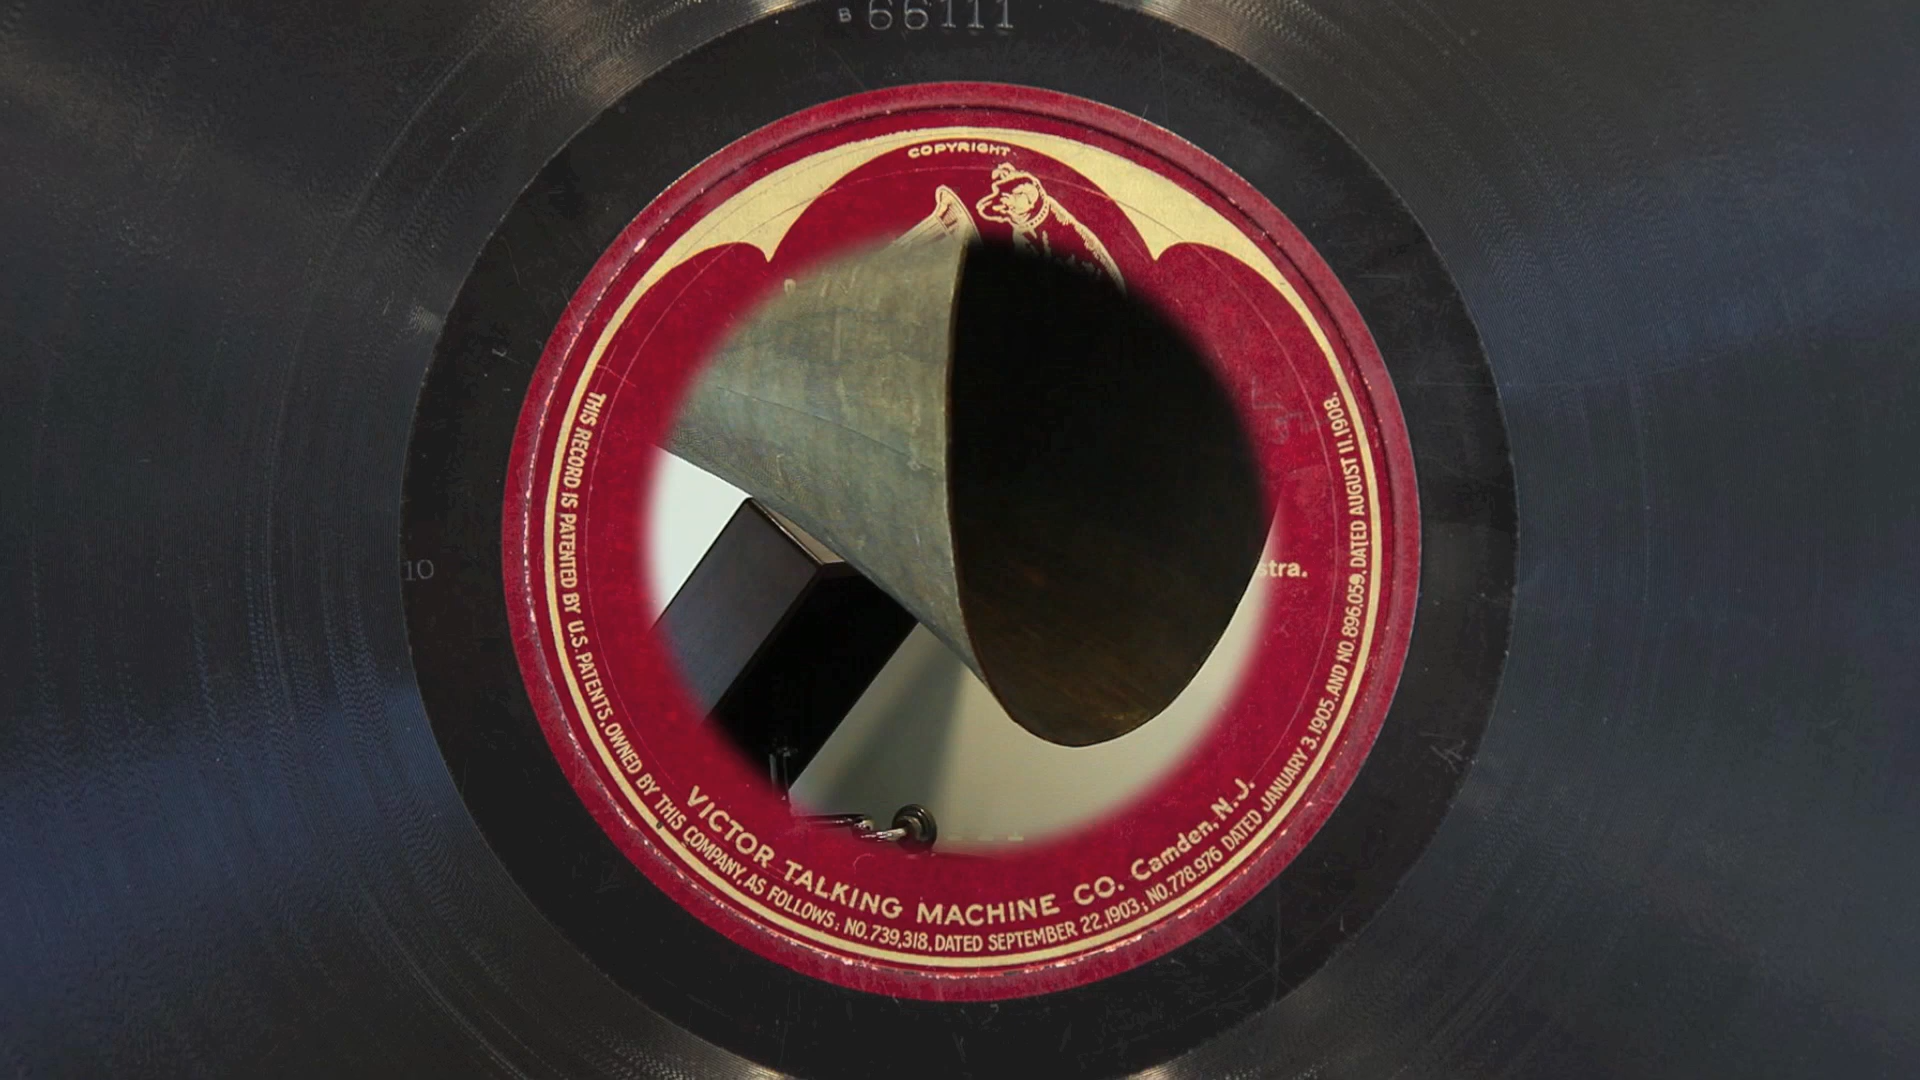 B 66111
COPYRIGHT
stra.
10
VICTOR TALKING MACHINE CO. Camden, N.J.
THIS RECORD IS PATENTED BY U.S. PATENTS, OWNED BY THIS COMPANY, AS FOLLOWS: NO. 739,318, DATED SEPTEMBER 22, 1903; NO. 778,976 DATED JANUARY 3, 1905, AND NO. 896,059, DATED AUGUST 11, 1908.